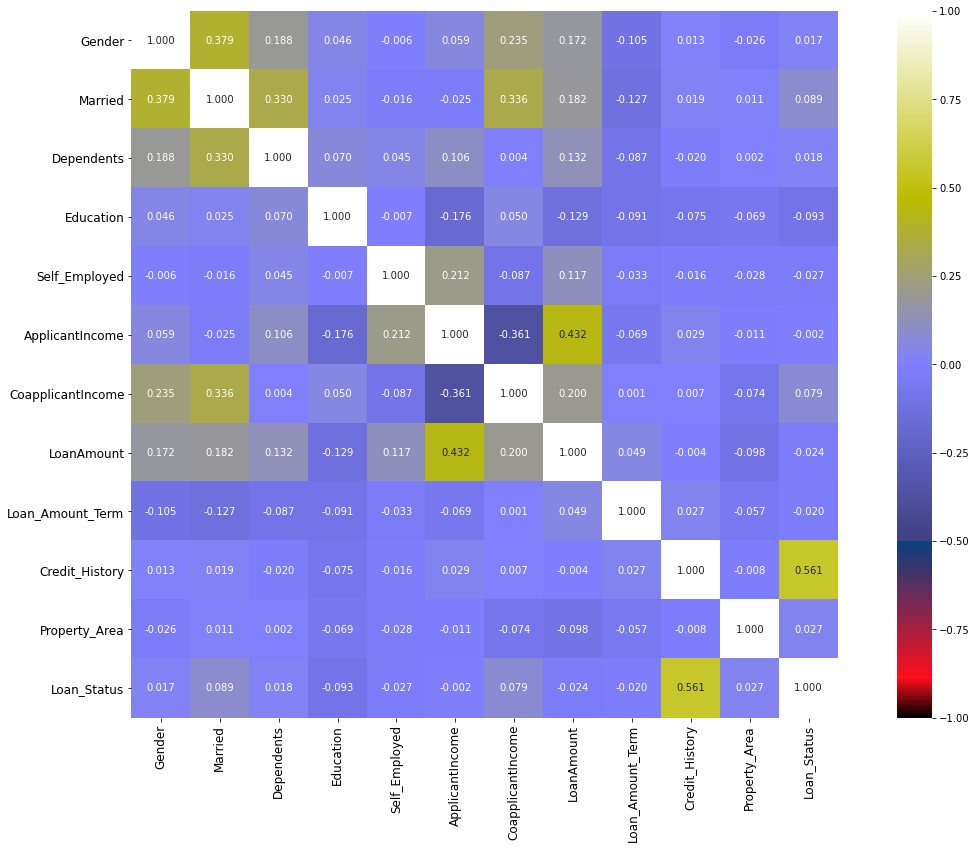 Gender 1.000 0.379 0.188 0.046 -0.006 0.059 0.235 0.172 -0.105 0.013 -0.026 0.017
Married 0.379 1.000 0.330 0.025 -0.016 -0.025 0.336 0.182 -0.127 0.019 0.011 0.089
Dependents 0.188 0.330 1.000 0.070 0.045 0.106 0.004 0.132 -0.087 -0.020 0.002 0.018
Education 0.046 0.025 0.070 1.000 -0.007 -0.176 0.050 -0.129 -0.091 -0.075 -0.069 -0.093
Self_Employed -0.006 -0.016 0.045 -0.007 1.000 0.212 -0.087 0.117 -0.033 -0.016 -0.028 -0.027
ApplicantIncome 0.059 -0.025 0.106 -0.176 0.212 1.000 -0.361 0.432 -0.069 0.029 -0.011 -0.002
CoapplicantIncome 0.235 0.336 0.004 0.050 -0.087 -0.361 1.000 0.200 0.001 0.007 -0.074 0.079
LoanAmount 0.172 0.182 0.132 -0.129 0.117 0.432 0.200 1.000 0.049 -0.004 -0.098 -0.024
Loan_Amount_Term -0.105 -0.127 -0.087 -0.091 -0.033 -0.069 0.001 0.049 1.000 0.027 -0.057 -0.020
Credit_History 0.013 0.019 -0.020 -0.075 -0.016 0.029 0.007 -0.004 0.027 1.000 -0.008 0.561
Property_Area -0.026 0.011 0.002 -0.069 -0.028 -0.011 -0.074 -0.098 -0.057 -0.008 1.000 0.027
Loan_Status 0.017 0.089 0.018 -0.093 -0.027 -0.002 0.079 -0.024 -0.020 0.561 0.027 1.000
Gender
Married
Dependents
Education
Self_Employed
ApplicantIncome
CoapplicantIncome
LoanAmount
Loan_Amount_Term
Credit_History
Property_Area
Loan_Status
1.00
0.75
0.50
0.25
0.00
−0.25
−0.50
−0.75
−1.00